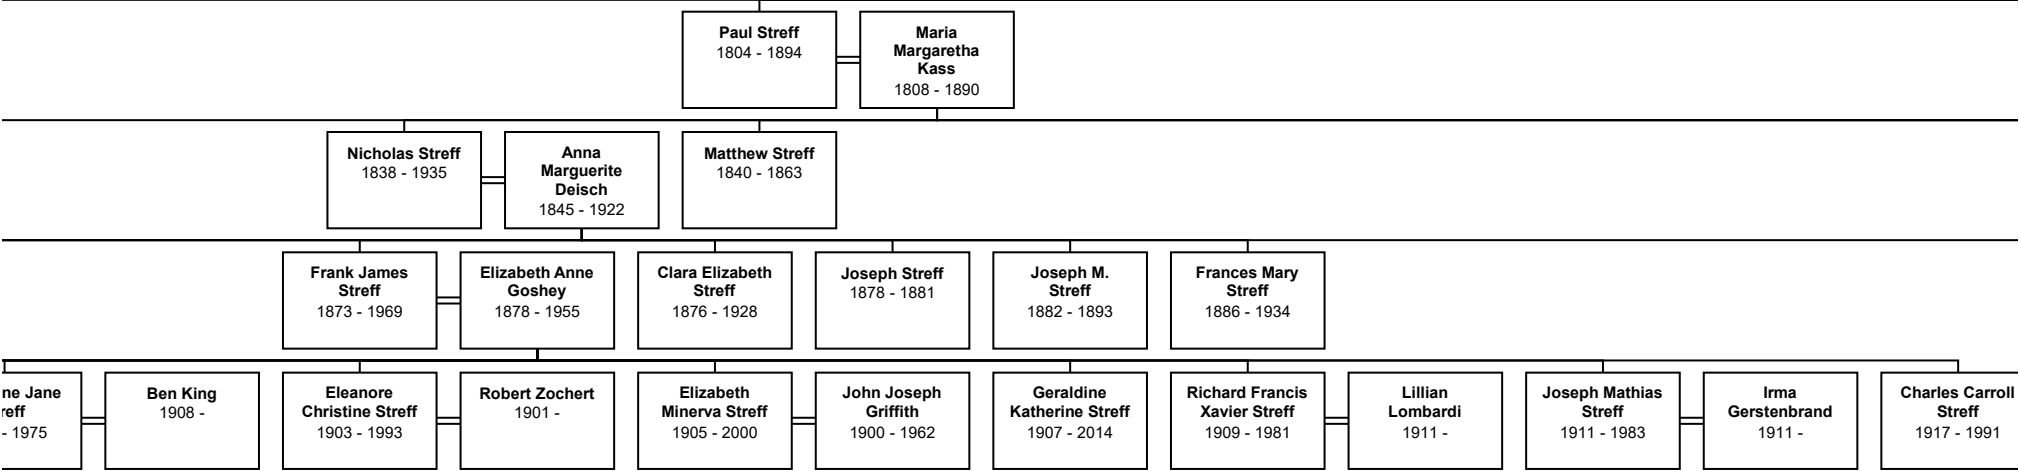 Paul Streff
1804 - 1894
Maria
Margaretha
Kass
1808 - 1890
Nicholas Streff
1838 - 1935
Anna
Marguerite
Deisch
1845 - 1922
Matthew Streff
1840 - 1863
Frank James
Streff
1873 - 1969
Elizabeth Anne
Goshey
1878 - 1955
Clara Elizabeth
Streff
1876 - 1928
Joseph Streff
1878 - 1881
Joseph M.
Streff
1882 - 1893
Frances Mary
Streff
1886 - 1934
ne Jane
reff
- 1975
Ben King
1908 -
Eleanore
Christine Streff
1903 - 1993
Robert Zochert
1901 -
Elizabeth
Minerva Streff
1905 - 2000
John Joseph
Griffith
1900 - 1962
Geraldine
Katherine Streff
1907 - 2014
Richard Francis
Xavier Streff
1909 - 1981
Lillian
Lombardi
1911 -
Joseph Mathias
Streff
1911 - 1983
Irma
Gerstenbrand
1911 -
Charles Carroll
Streff
1917 - 1991